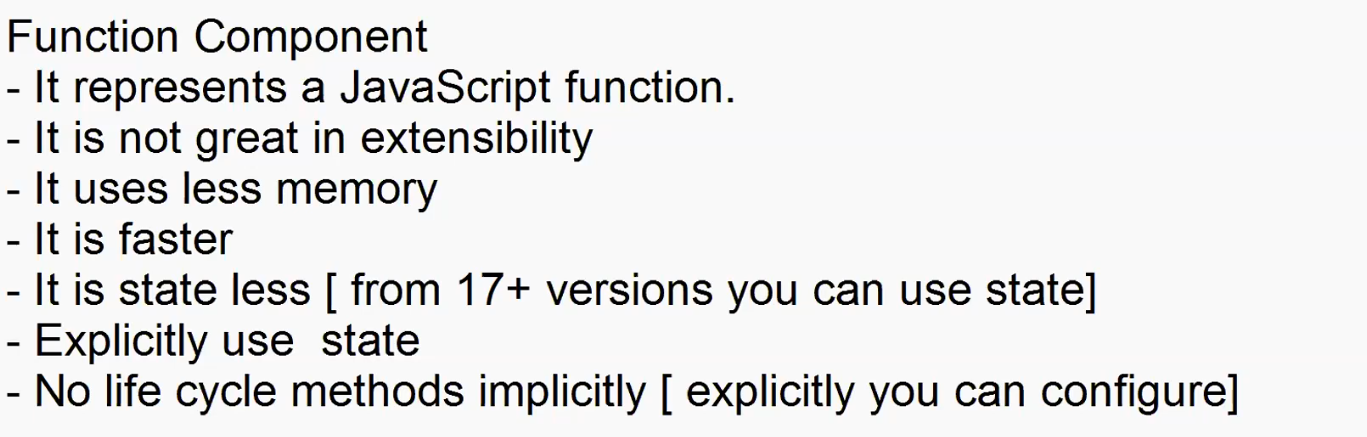 Function Component
- It represents a JavaScript function.
- It is not great in extensibility
- It uses less memory
- It is faster
- It is state less [ from 17+ versions you can use state]
- Explicitly use  state
- No life cycle methods implicitly [ explicitly you can configure]